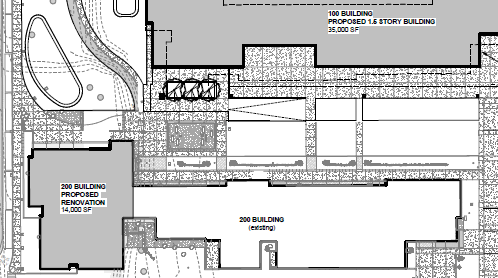 100 BUILDING
PROPOSED 1.5 STORY BUILDING
35,000 SF
200 BUILDING
PROPOSED
RENOVATION
14,000 SF
200 BUILDING
(existing)